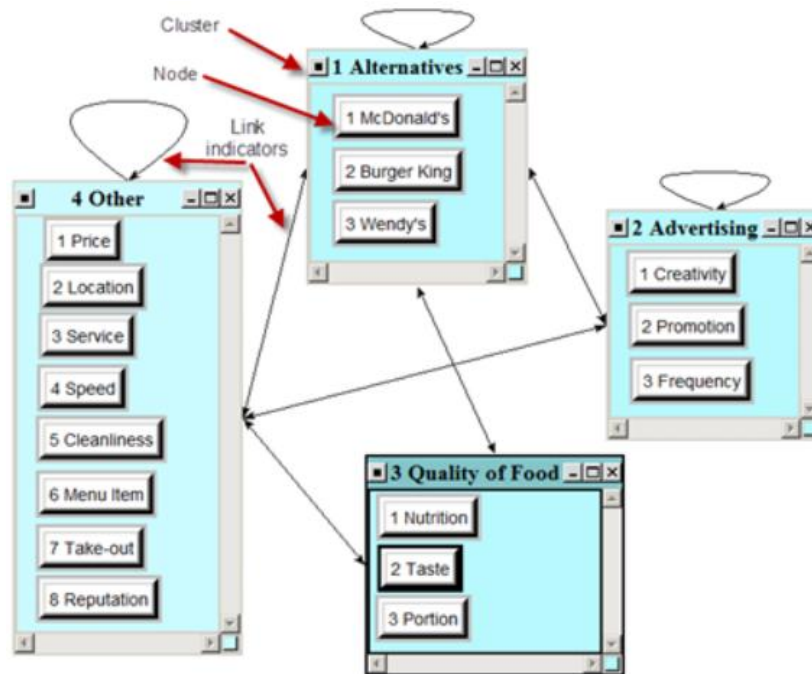 Cluster
Node
Link
indicators
1 Alternatives
1 McDonald's
2 Burger King
3 Wendy's
4 Other
1 Price
2 Location
3 Service
4 Speed
5 Cleanliness
6 Menu Item
7 Take-out
8 Reputation
2 Advertising
1 Creativity
2 Promotion
3 Frequency
3 Quality of Food
1 Nutrition
2 Taste
3 Portion